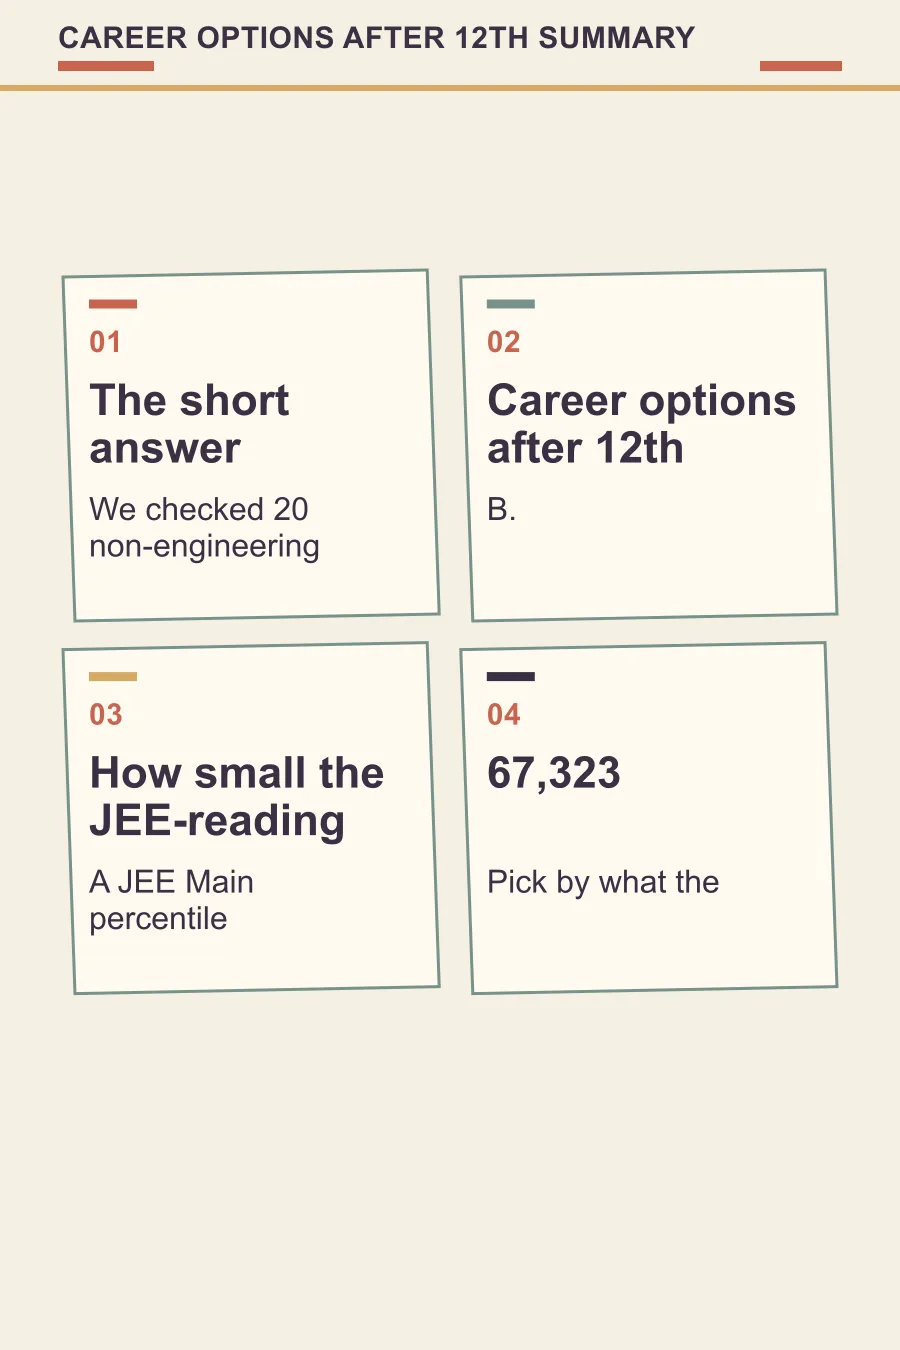 CAREER OPTIONS AFTER 12TH SUMMARY
01
The short
answer
We checked 20
non-engineering
02
Career options
after 12th
B.
03
How small the
JEE-reading
A JEE Main
percentile
04
67,323
Pick by what the